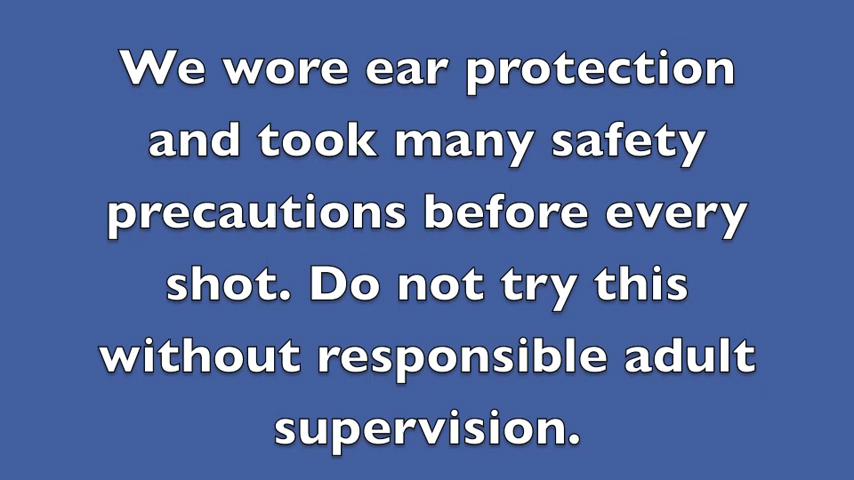 We wore ear protection
and took many safety
precautions before every
shot. Do not try this
without responsible adult
supervision.